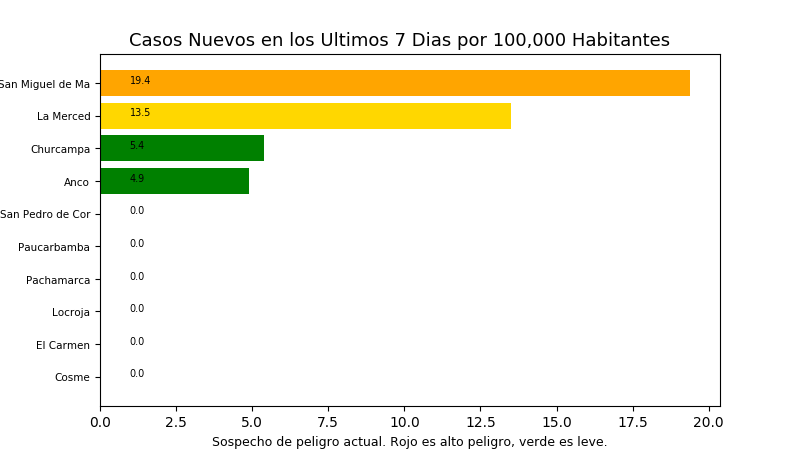 Casos Nuevos en los Ultimos 7 Dias por 100,000 Habitantes
San Miguel de Ma 19.4
La Merced 13.5
Churcampa 5.4
Anco 4.9
San Pedro de Cor 0.0
Paucarbamba 0.0
Pachamarca 0.0
Locroja 0.0
El Carmen 0.0
Cosme 0.0
0.0 2.5 5.0 7.5 10.0 12.5 15.0 17.5 20.0
Sospecho de peligro actual. Rojo es alto peligro, verde es leve.